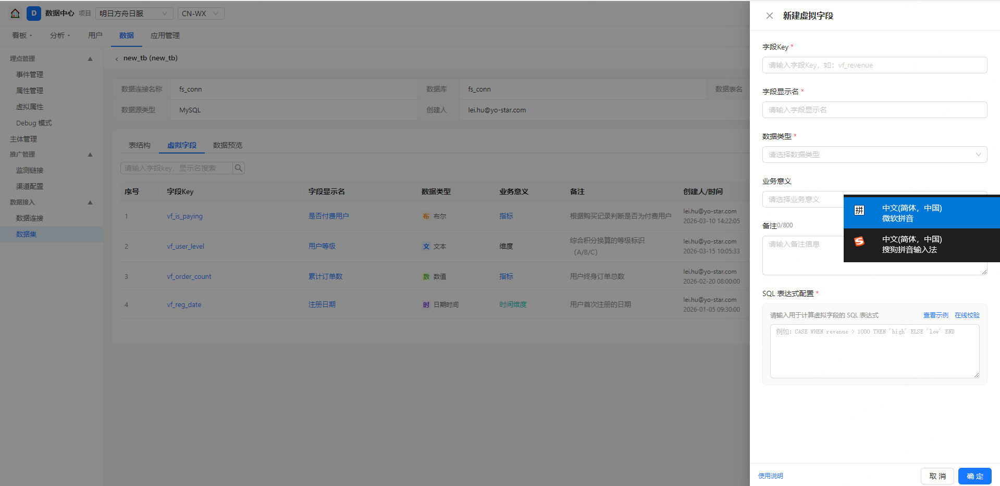 D 数据中心 项目 明日方舟日服 CN-WX
看板 分析 用户 数据 应用管理
埋点管理
事件管理
属性管理
虚拟属性
Debug 模式
主体管理
推广管理
监测链接
渠道配置
数据接入
数据连接
数据集
new_tb (new_tb)
数据连接名称 fs_conn 数据库 fs_conn 数据表名
数据源类型 MySQL 创建人 lei.hu@yo-star.com
表结构 虚拟字段 数据预览
请输入字段key，显示名搜索
序号 字段Key 字段显示名 数据类型 业务意义 备注 创建人/时间
1 vf_is_paying 是否付费用户 布 布尔 指标 根据购买记录判断是否为付费用户 lei.hu@yo-star.com
2026-03-10 14:22:05
2 vf_user_level 用户等级 文 文本 维度 综合积分换算的等级标识
（A/B/C） lei.hu@yo-star.com
2026-03-15 10:05:33
3 vf_order_count 累计订单数 数 数值 指标 用户终身订单总数 lei.hu@yo-star.com
2026-02-20 08:00:00
4 vf_reg_date 注册日期 时 日期时间 时间维度 用户首次注册的日期 lei.hu@yo-star.com
2026-01-05 09:30:00
新建虚拟字段
字段Key *
请输入字段Key，如：vf_revenue
字段显示名 *
请输入字段显示名
数据类型 *
请选择数据类型
业务意义
请选择业务意义
拼 中文(简体，中国)
微软拼音
备注0/800
请输入备注信息
S 中文(简体，中国)
搜狗拼音输入法
SQL 表达式配置 *
请输入用于计算虚拟字段的 SQL 表达式 查看示例 在线校验
例如：CASE WHEN revenue > 1000 THEN 'high' ELSE 'low' END
使用说明 取 消 确 定